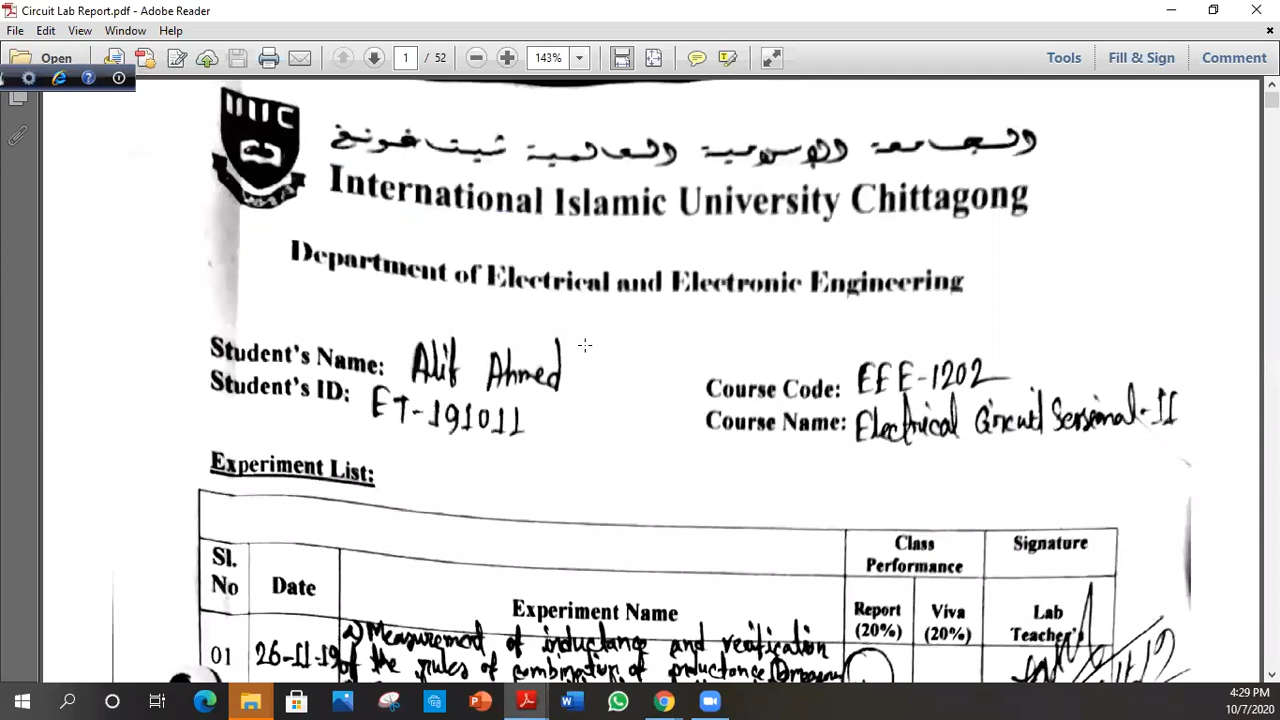 Circuit Lab Report.pdf - Adobe Reader
File Edit View Window Help
Open 1 / 52 143% Tools Fill & Sign Comment
IIUC
الجامعة الإسلامية العالمية شيتاغونغ
International Islamic University Chittagong
Department of Electrical and Electronic Engineering
Student's Name: Alif Ahmed
Student's ID: ET-191011
Course Code: EEE-1202
Course Name: Electrical Circuit Sessional-II
Experiment List:
Sl. No Date Experiment Name Class Performance Signature
Report (20%) Viva (20%) Lab Teacher's
01 26-11-19 a) Measurement of inductance and verification
of the rules of combination of inductance
4:29 PM
10/7/2020